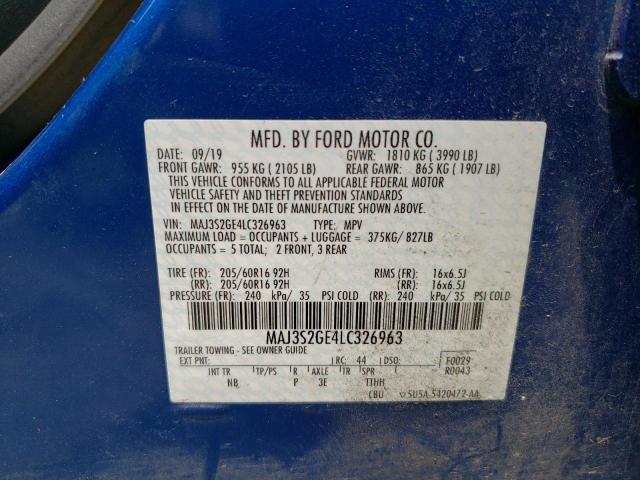 MFD. BY FORD MOTOR CO.
DATE: 09/19 GVWR: 1810 KG ( 3990 LB)
FRONT GAWR: 955 KG ( 2105 LB) REAR GAWR: 865 KG ( 1907 LB)
THIS VEHICLE CONFORMS TO ALL APPLICABLE FEDERAL MOTOR
VEHICLE SAFETY AND THEFT PREVENTION STANDARDS
IN EFFECT ON THE DATE OF MANUFACTURE SHOWN ABOVE.
VIN: MAJ3S2GE4LC326963 TYPE: MPV
MAXIMUM LOAD = OCCUPANTS + LUGGAGE = 375KG/ 827LB
OCCUPANTS = 5 TOTAL; 2 FRONT, 3 REAR
TIRE (FR): 205/60R16 92H RIMS (FR): 16x6.5J
(RR): 205/60R16 92H (RR): 16x6.5J
PRESSURE (FR): 240 kPa/ 35 PSI COLD (RR): 240 kPa/ 35 PSI COLD
MAJ3S2GE4LC326963
TRAILER TOWING - SEE OWNER GUIDE
EXT PNT: RC: 44 DSO: F0029
R0043
INT TR TP/PS R AXLE TR SPR
NB P 3E TTHH
CBU 5U5A-5420472-AA